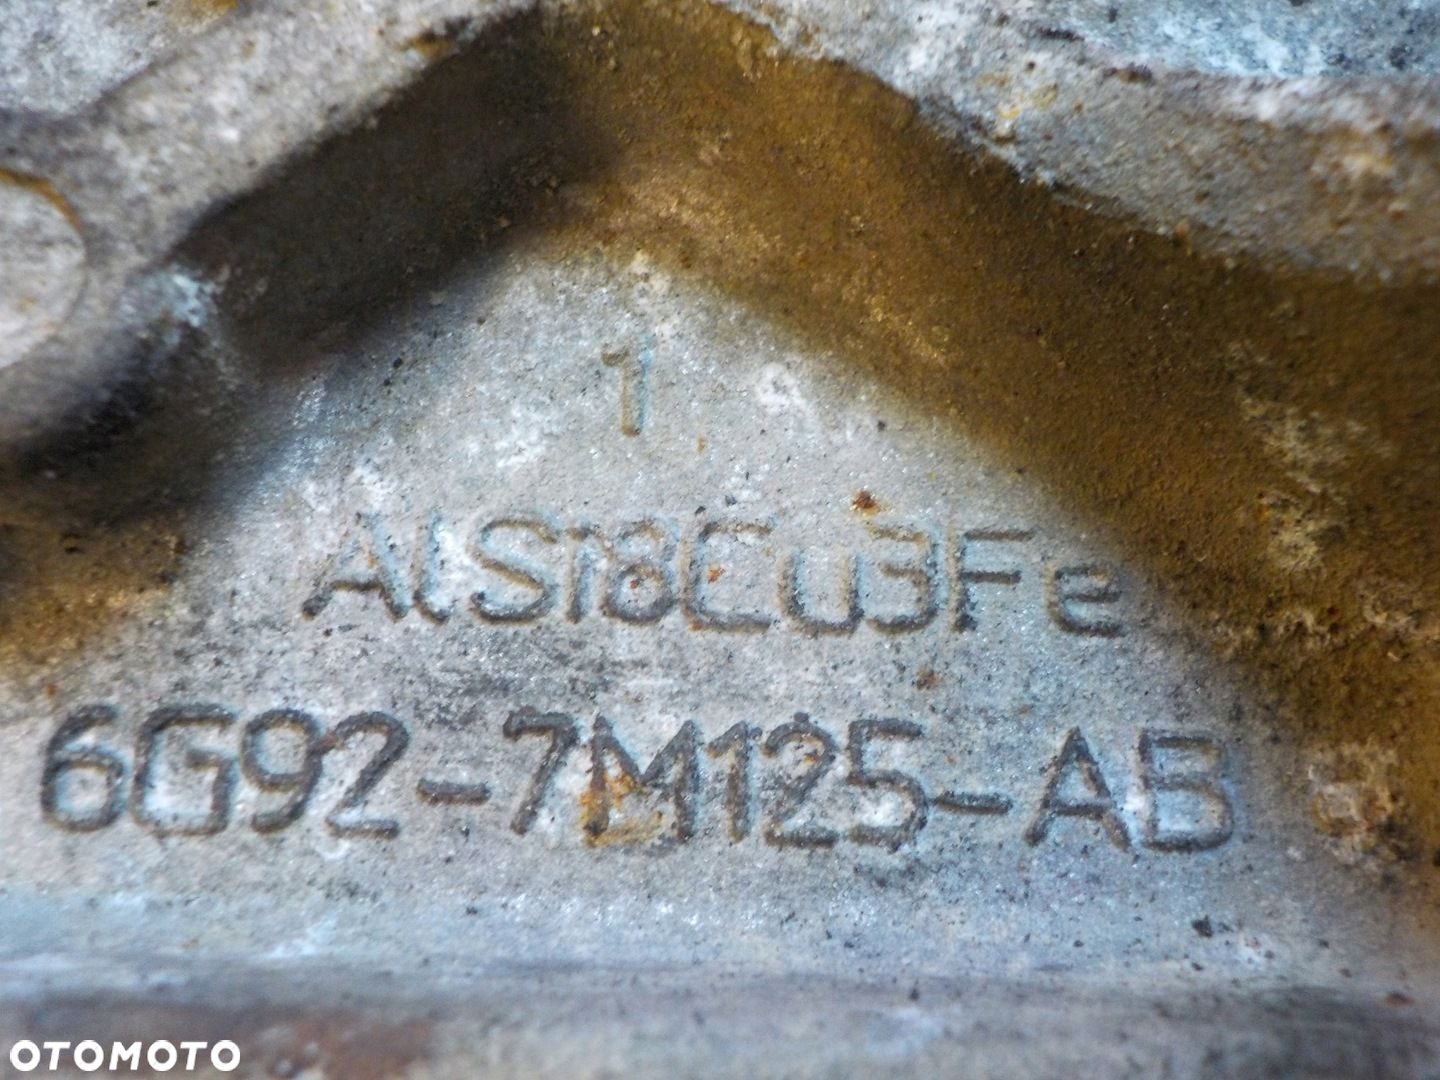 1
AlSi8Cu3Fe
6G92-7M125-AB
OTOMOTO